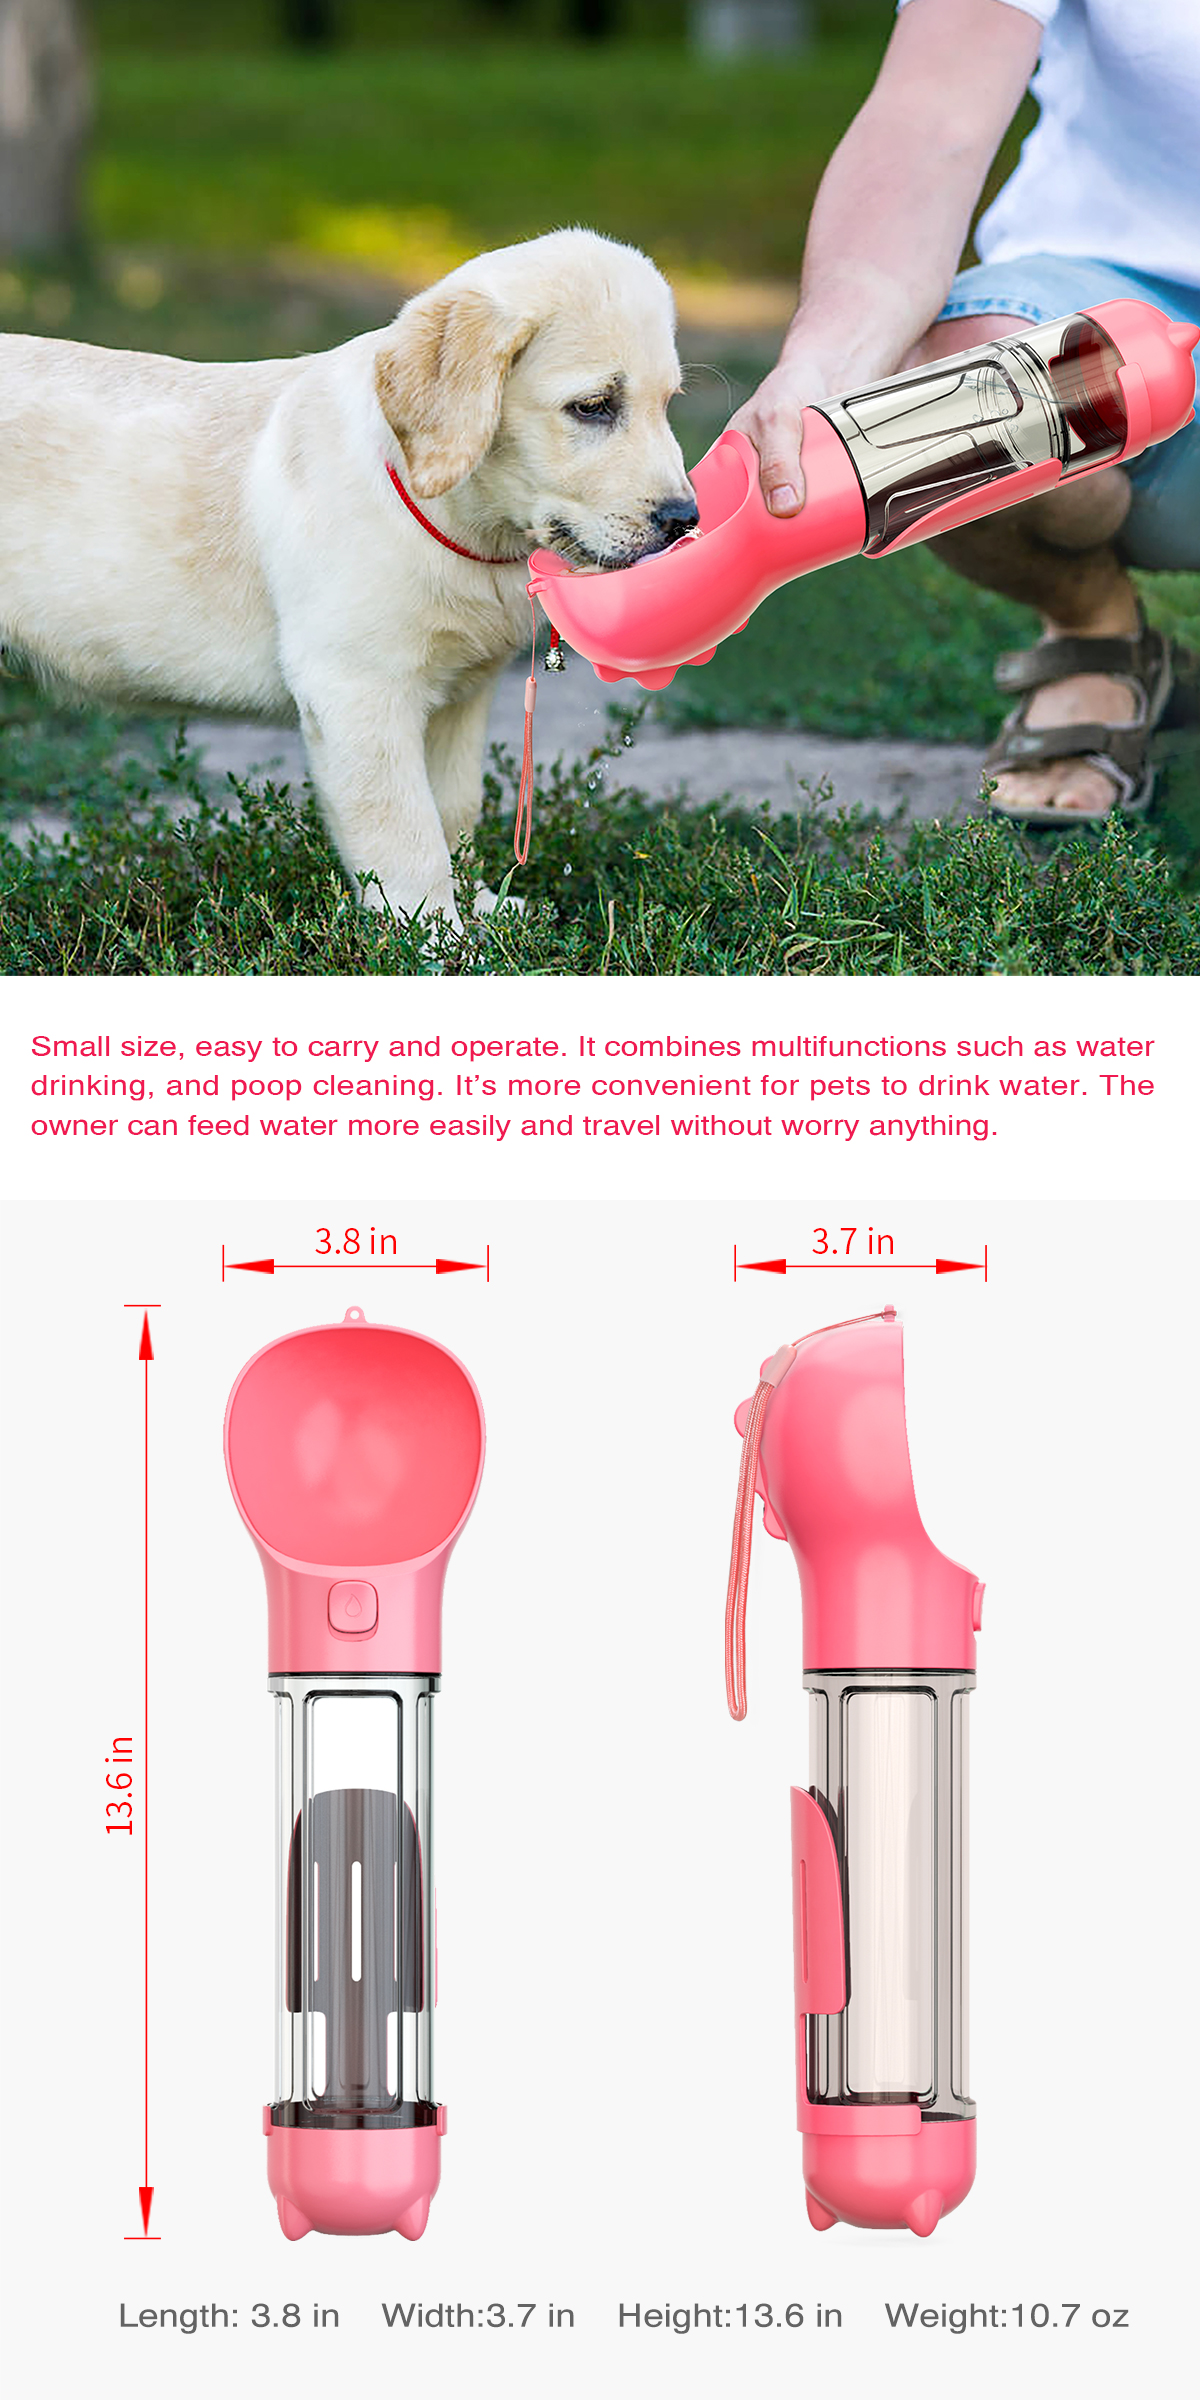 Small size, easy to carry and operate. It combines multifunctions such as water
drinking, and poop cleaning. It’s more convenient for pets to drink water. The
owner can feed water more easily and travel without worry anything.
3.8 in
3.7 in
13.6 in
Length: 3.8 in Width:3.7 in Height:13.6 in Weight:10.7 oz